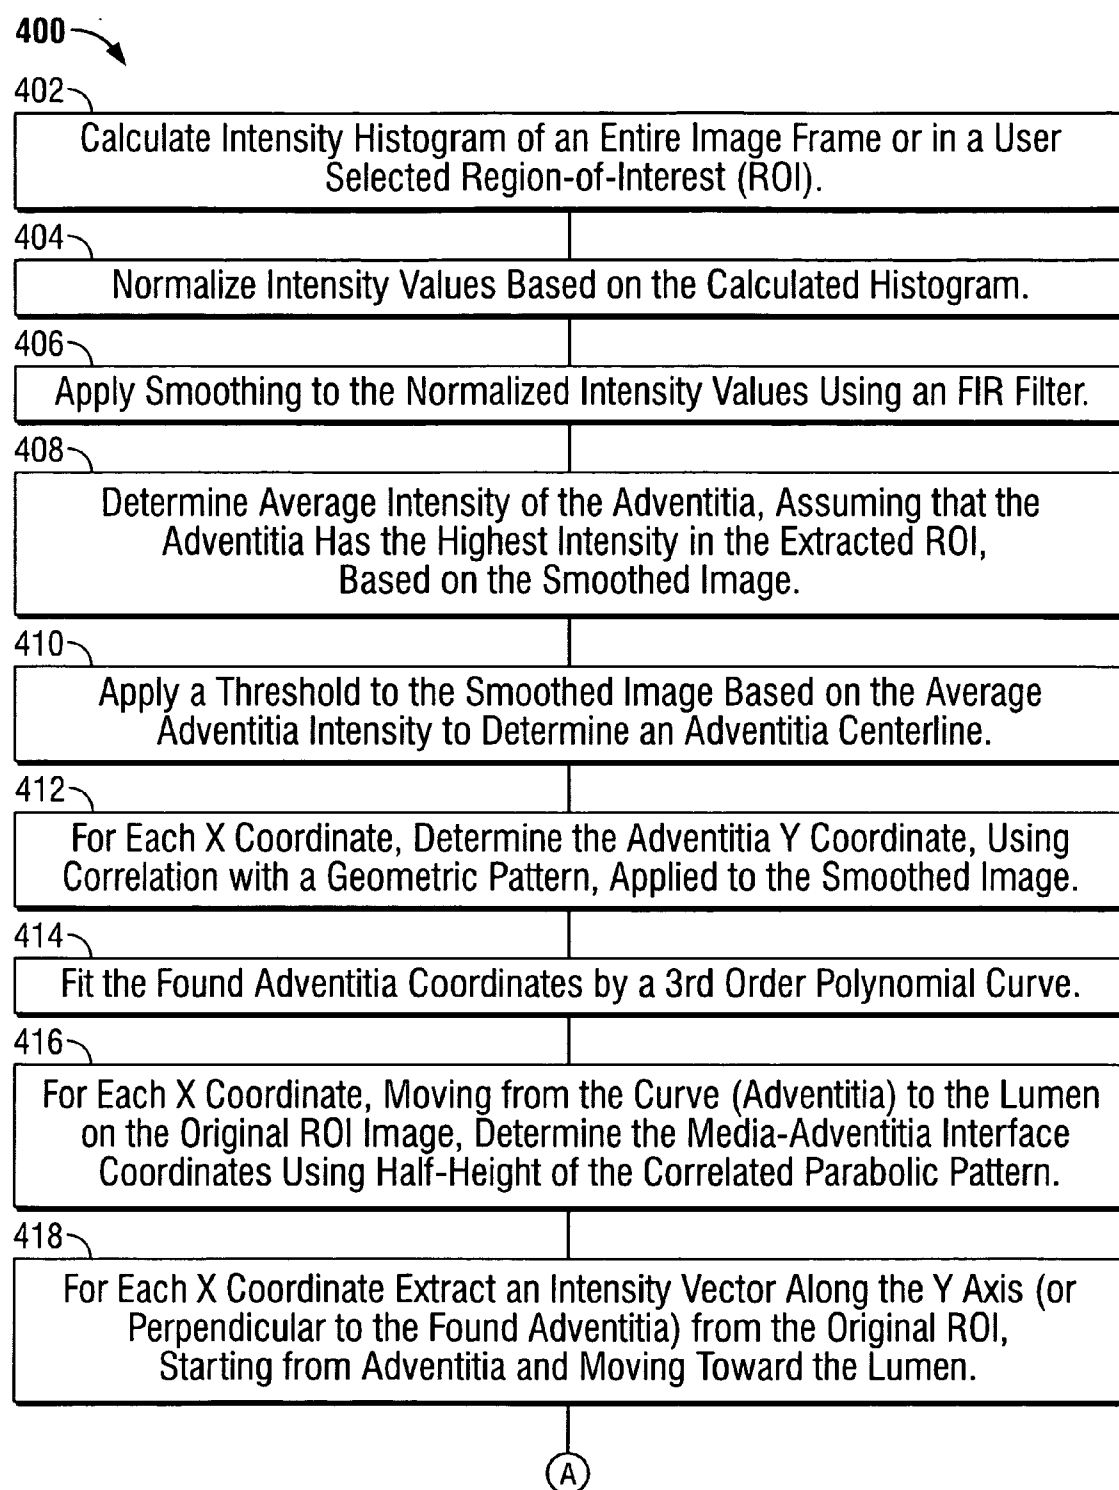 400
402
Calculate Intensity Histogram of an Entire Image Frame or in a User
Selected Region-of-Interest (ROI).
404
Normalize Intensity Values Based on the Calculated Histogram.
406
Apply Smoothing to the Normalized Intensity Values Using an FIR Filter.
408
Determine Average Intensity of the Adventitia, Assuming that the
Adventitia Has the Highest Intensity in the Extracted ROI,
Based on the Smoothed Image.
410
Apply a Threshold to the Smoothed Image Based on the Average
Adventitia Intensity to Determine an Adventitia Centerline.
412
For Each X Coordinate, Determine the Adventitia Y Coordinate, Using
Correlation with a Geometric Pattern, Applied to the Smoothed Image.
414
Fit the Found Adventitia Coordinates by a 3rd Order Polynomial Curve.
416
For Each X Coordinate, Moving from the Curve (Adventitia) to the Lumen
on the Original ROI Image, Determine the Media-Adventitia Interface
Coordinates Using Half-Height of the Correlated Parabolic Pattern.
418
For Each X Coordinate Extract an Intensity Vector Along the Y Axis (or
Perpendicular to the Found Adventitia) from the Original ROI,
Starting from Adventitia and Moving Toward the Lumen.
A